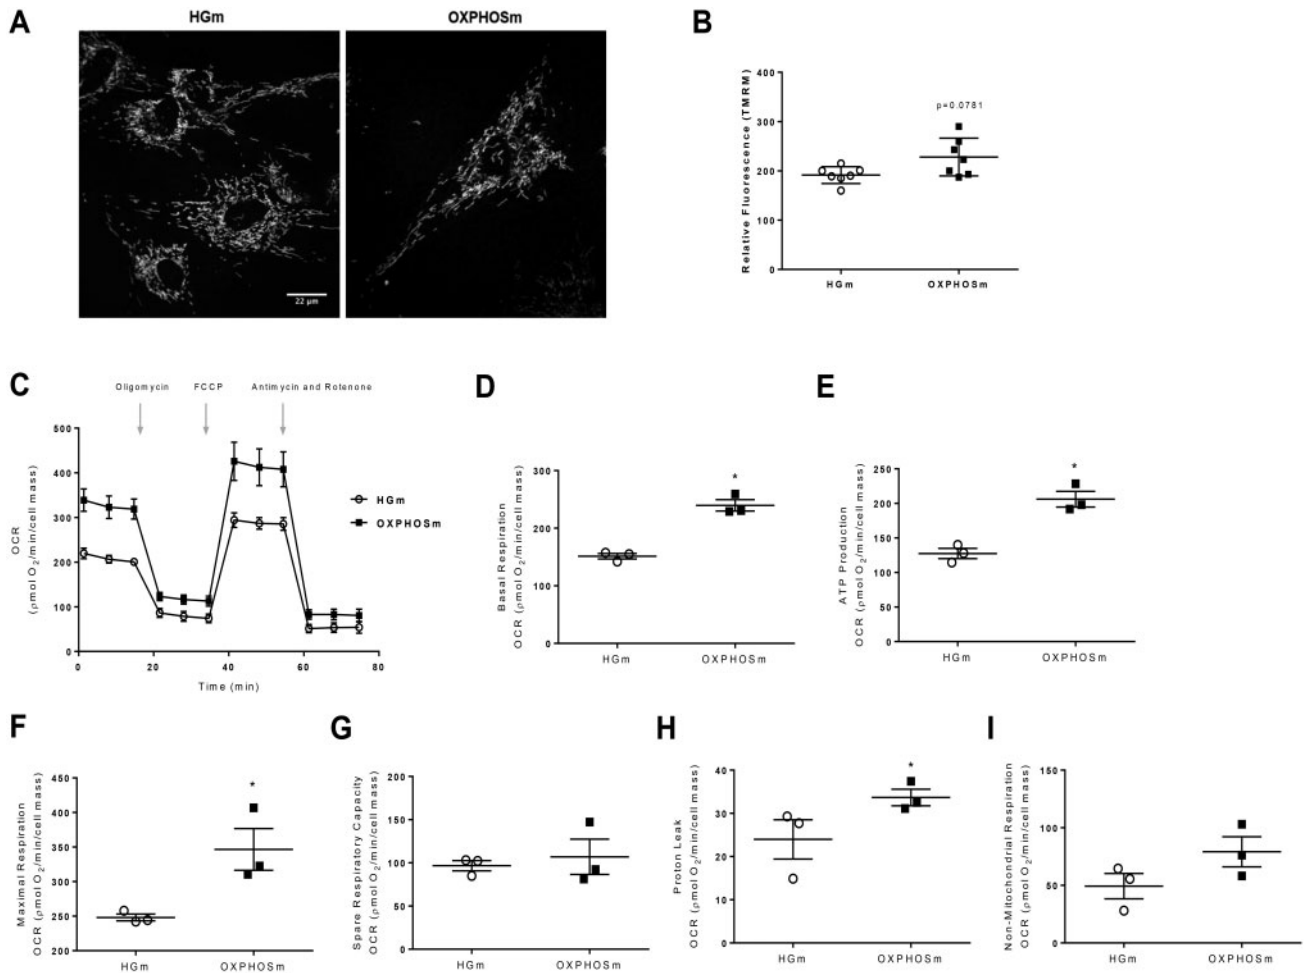 A
HGm
OXPHOSm
22 µm
B
Relative Fluorescence (TMRM)
400
300
200
100
0
p=0.0781
HGm
OXPHOSm
C
Oligomycin
FCCP
Antimycin and Rotenone
OCR
(ρmol O₂/min/cell mass)
500
400
300
200
100
0
0
20
40
60
80
Time (min)
HGm
OXPHOSm
D
Basal Respiration
OCR (ρmol O₂/min/cell mass)
300
200
100
0
*
HGm
OXPHOSm
E
ATP Production
OCR (ρmol O₂/min/cell mass)
250
200
150
100
50
0
*
HGm
OXPHOSm
F
Maximal Respiration
OCR (ρmol O₂/min/cell mass)
450
400
350
300
250
200
*
HGm
OXPHOSm
G
Spare Respiratory Capacity
OCR (ρmol O₂/min/cell mass)
200
150
100
50
0
HGm
OXPHOSm
H
Proton Leak
OCR (ρmol O₂/min/cell mass)
40
30
20
10
0
*
HGm
OXPHOSm
I
Non-Mitochondrial Respiration
OCR (ρmol O₂/min/cell mass)
150
100
50
0
HGm
OXPHOSm